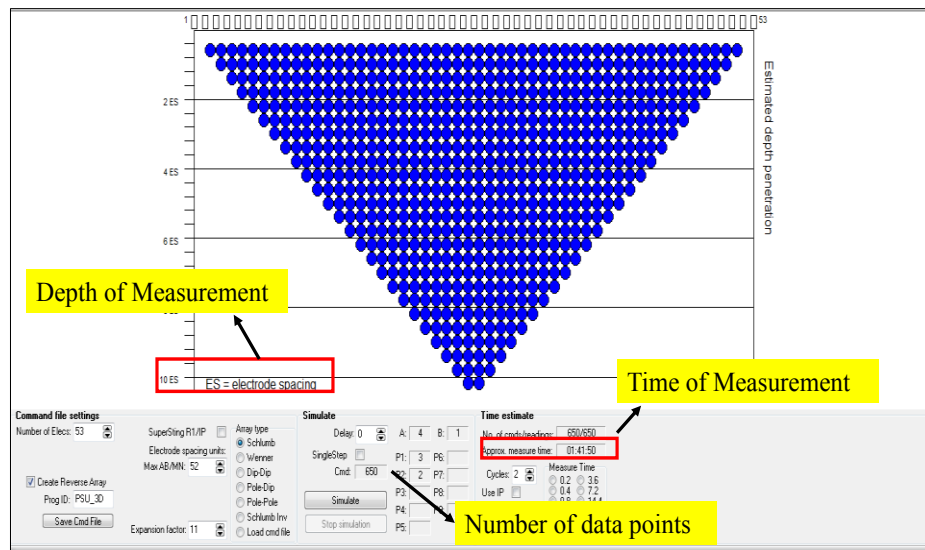 1 53
2 ES
4 ES
6 ES
10 ES
Estimated depth penetration
Depth of Measurement
ES = electrode spacing
Time of Measurement
Command file settings
Number of Elecs: 53
SuperSting R1/IP
Electrode spacing units:
Max AB/MN: 52
Create Reverse Array
Prog ID: PSU_3D
Save Cmd File
Expansion factor: 11
Array type
Schlumb
Wenner
Dip-Dip
Pole-Dip
Pole-Pole
Schlumb Inv
Load cmd file
Simulate
Delay: 0
SingleStep
Cmd: 650
Simulate
Stop simulation
A: 4 B: 1
P1: 3 P6:
P2: 2 P7:
P3: P8:
P4:
P5:
Time estimate
No. of cmds/readings: 650/650
Approx. measure time: 01:41:50
Cycles: 2
Use IP
Measure Time
0.2 3.6
0.4 7.2
0.8 14.4
Number of data points